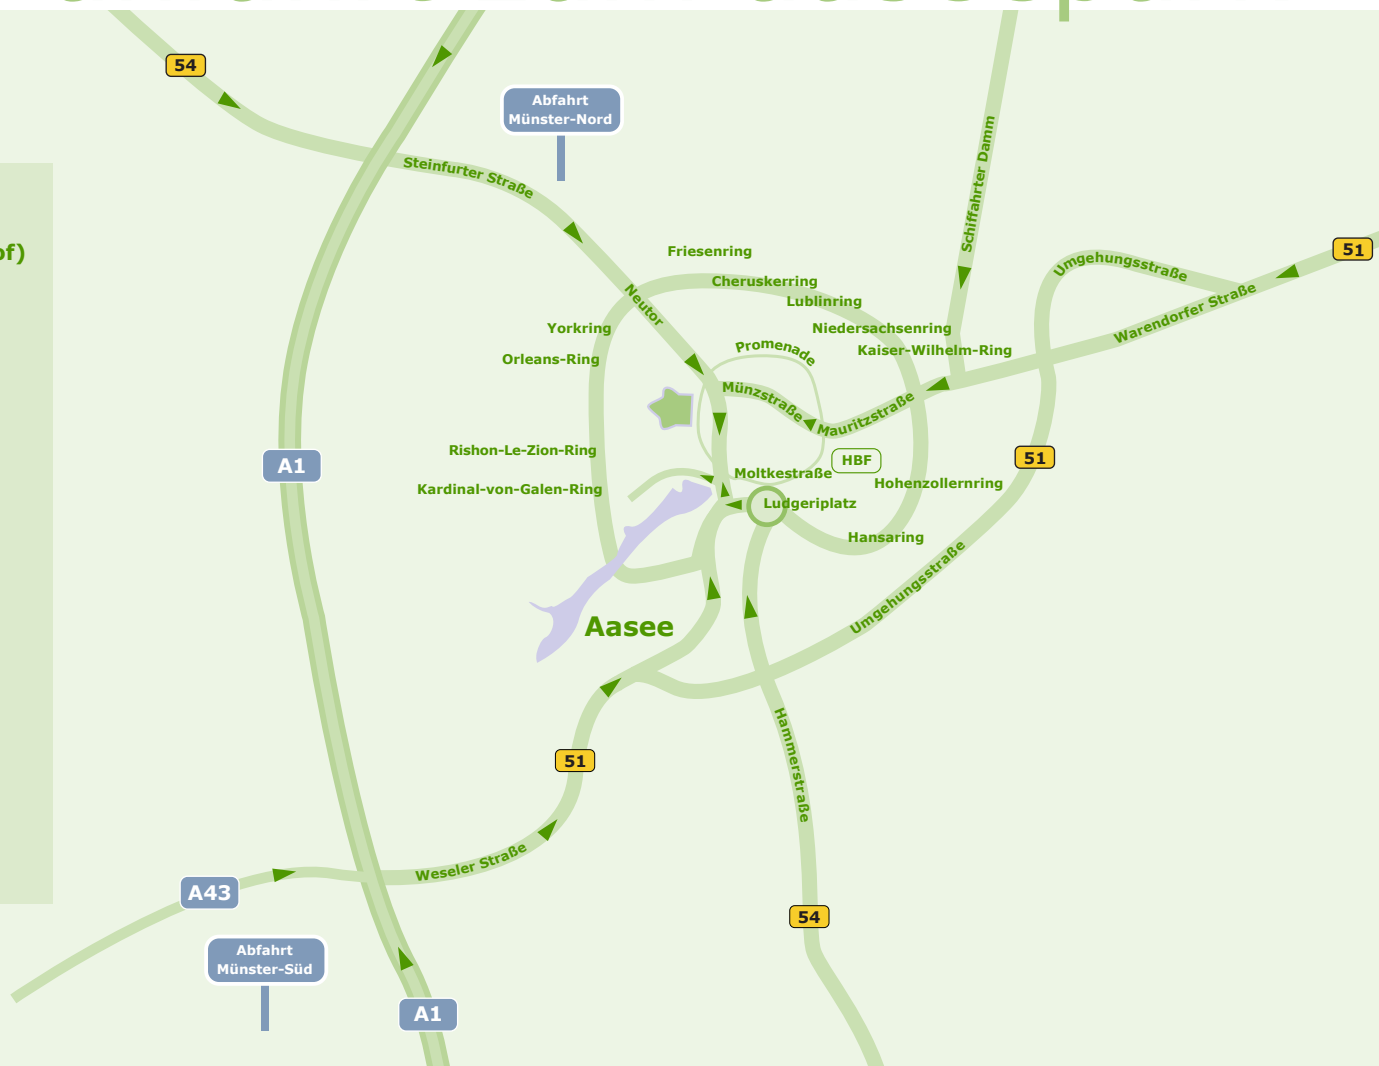 54
Abfahrt
Münster-Nord
Steinfurter Straße
Schiffahrter Damm
of)
51
Friesenring
Umgehungsstraße
Cheruskerring
Lublinring
Neutor
Warendorfer Straße
Yorkring
Niedersachsenring
Promenade
Kaiser-Wilhelm-Ring
Orleans-Ring
Münzstraße
Mauritzstraße
Rishon-Le-Zion-Ring
HBF
51
A1
Moltkestraße
Hohenzollernring
Kardinal-von-Galen-Ring
Ludgeriplatz
Hansaring
Umgehungsstraße
Aasee
Hammerstraße
51
Weseler Straße
A43
54
Abfahrt
Münster-Süd
A1